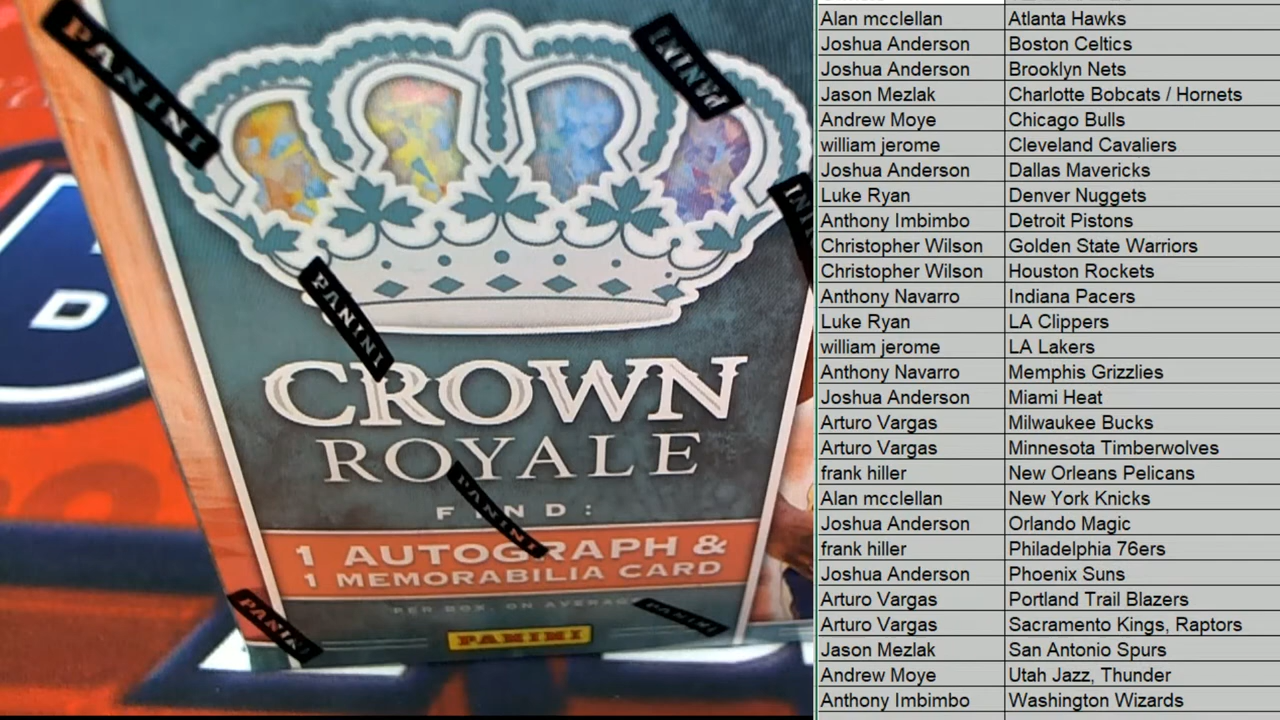 PANINI
PANINI
PANINI
CROWN
ROYALE
PANINI
FIND:
1 AUTOGRAPH &
1 MEMORABILIA CARD
PER BOX, ON AVERAGE
PANINI
PANINI
PANINI
D
Alan mcclellan Atlanta Hawks
Joshua Anderson Boston Celtics
Joshua Anderson Brooklyn Nets
Jason Mezlak Charlotte Bobcats / Hornets
Andrew Moye Chicago Bulls
william jerome Cleveland Cavaliers
Joshua Anderson Dallas Mavericks
Luke Ryan Denver Nuggets
Anthony Imbimbo Detroit Pistons
Christopher Wilson Golden State Warriors
Christopher Wilson Houston Rockets
Anthony Navarro Indiana Pacers
Luke Ryan LA Clippers
william jerome LA Lakers
Anthony Navarro Memphis Grizzlies
Joshua Anderson Miami Heat
Arturo Vargas Milwaukee Bucks
Arturo Vargas Minnesota Timberwolves
frank hiller New Orleans Pelicans
Alan mcclellan New York Knicks
Joshua Anderson Orlando Magic
frank hiller Philadelphia 76ers
Joshua Anderson Phoenix Suns
Arturo Vargas Portland Trail Blazers
Arturo Vargas Sacramento Kings, Raptors
Jason Mezlak San Antonio Spurs
Andrew Moye Utah Jazz, Thunder
Anthony Imbimbo Washington Wizards